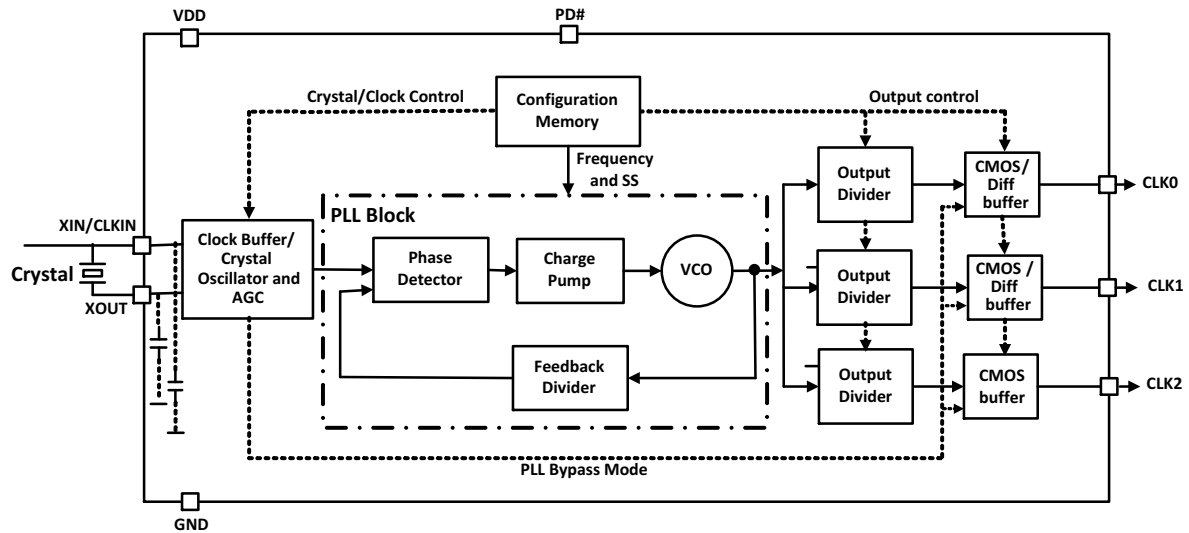 VDD
PD#
Crystal/Clock Control
Configuration
Memory
Output control
Frequency
and SS
Output
Divider
CMOS/
Diff
buffer
CLK0
PLL Block
XIN/CLKIN
Crystal
XOUT
Clock Buffer/
Crystal
Oscillator and
AGC
Phase
Detector
Charge
Pump
VCO
Output
Divider
CMOS /
Diff
buffer
CLK1
Feedback
Divider
Output
Divider
CMOS
buffer
CLK2
PLL Bypass Mode
GND